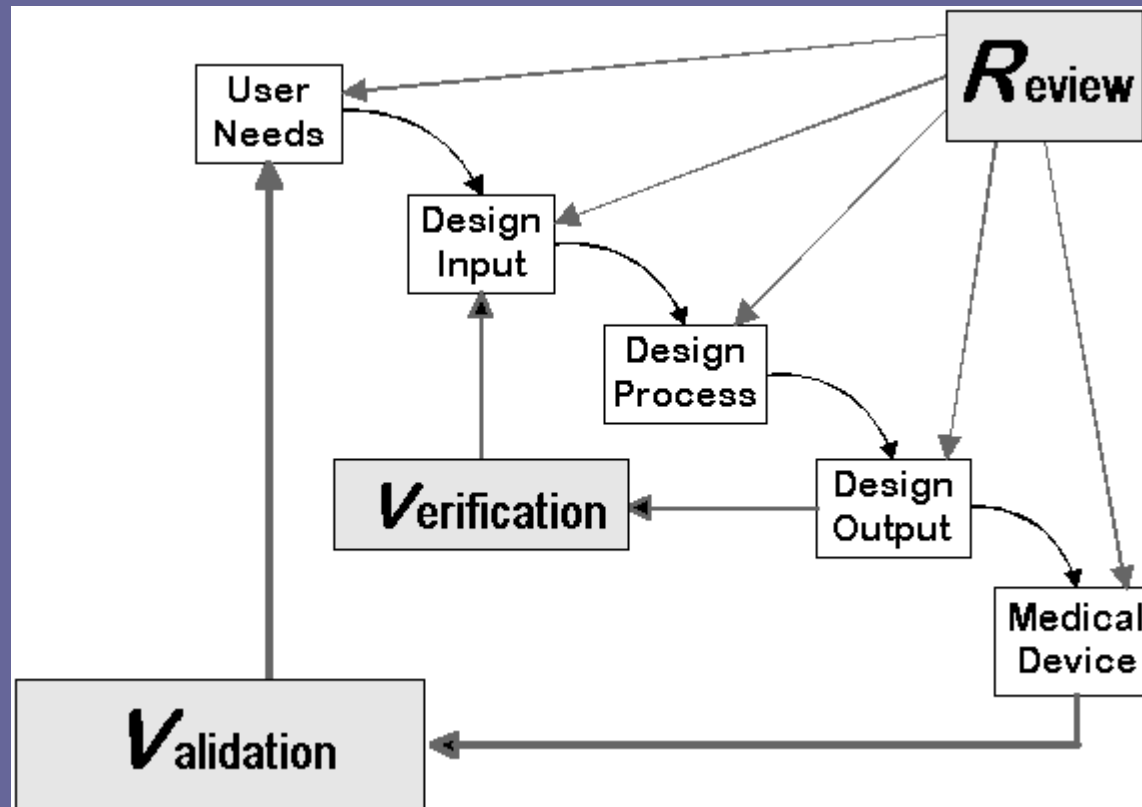 Review
User
Needs
Design
Input
Design
Process
Verification
Design
Output
Medical
Device
Validation